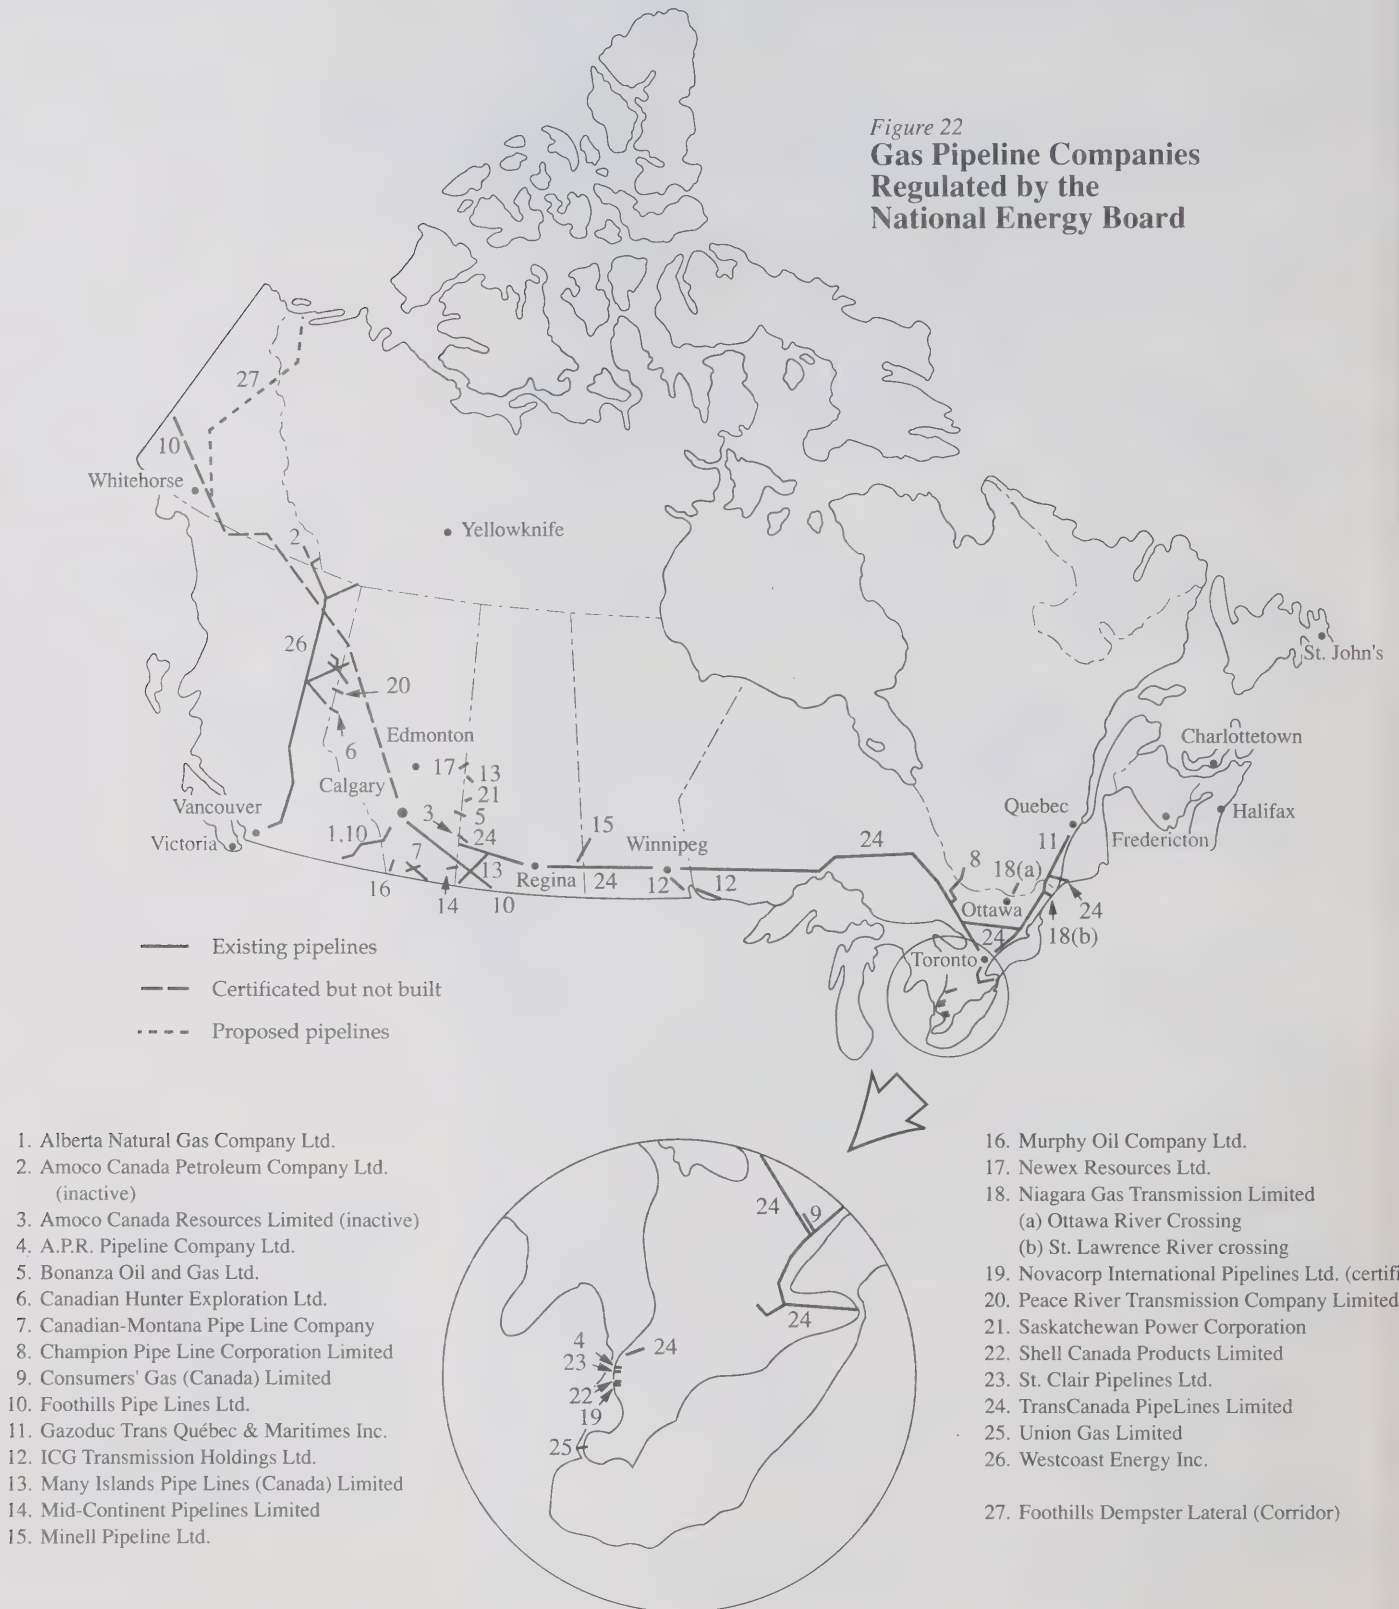 Figure 22
Gas Pipeline Companies
Regulated by the
National Energy Board
27
10
Whitehorse
2
Yellowknife
26
20
6
Edmonton
17
13
21
5
24
3
Calgary
Vancouver
Victoria
1,10
7
16
14
13
10
Regina
24
15
Winnipeg
12
12
24
8
18(a)
Ottawa
24
Toronto
Quebec
11
24
18(b)
St. John's
Charlottetown
Halifax
Fredericton
Existing pipelines
Certificated but not built
Proposed pipelines
1. Alberta Natural Gas Company Ltd.
2. Amoco Canada Petroleum Company Ltd.
(inactive)
3. Amoco Canada Resources Limited (inactive)
4. A.P.R. Pipeline Company Ltd.
5. Bonanza Oil and Gas Ltd.
6. Canadian Hunter Exploration Ltd.
7. Canadian-Montana Pipe Line Company
8. Champion Pipe Line Corporation Limited
9. Consumers' Gas (Canada) Limited
10. Foothills Pipe Lines Ltd.
11. Gazoduc Trans Québec & Maritimes Inc.
12. ICG Transmission Holdings Ltd.
13. Many Islands Pipe Lines (Canada) Limited
14. Mid-Continent Pipelines Limited
15. Minell Pipeline Ltd.
24
9
24
4
24
23
22
19
25
16. Murphy Oil Company Ltd.
17. Newex Resources Ltd.
18. Niagara Gas Transmission Limited
(a) Ottawa River Crossing
(b) St. Lawrence River crossing
19. Novacorp International Pipelines Ltd. (certifi
20. Peace River Transmission Company Limited
21. Saskatchewan Power Corporation
22. Shell Canada Products Limited
23. St. Clair Pipelines Ltd.
24. TransCanada PipeLines Limited
25. Union Gas Limited
26. Westcoast Energy Inc.
27. Foothills Dempster Lateral (Corridor)